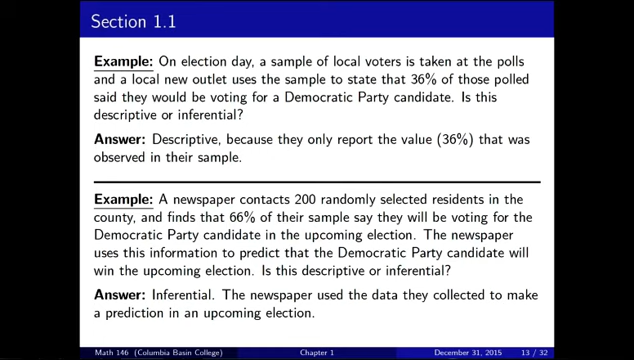 Section 1.1
Example: On election day, a sample of local voters is taken at the polls
and a local new outlet uses the sample to state that 36% of those polled
said they would be voting for a Democratic Party candidate. Is this
descriptive or inferential?
Answer: Descriptive, because they only report the value (36%) that was
observed in their sample.
Example: A newspaper contacts 200 randomly selected residents in the
county, and finds that 66% of their sample say they will be voting for the
Democratic Party candidate in the upcoming election. The newspaper
uses this information to predict that the Democratic Party candidate will
win the upcoming election. Is this descriptive or inferential?
Answer: Inferential. The newspaper used the data they collected to make
a prediction in an upcoming election.
Math 146 (Columbia Basin College) Chapter 1 December 31, 2015 13 / 32